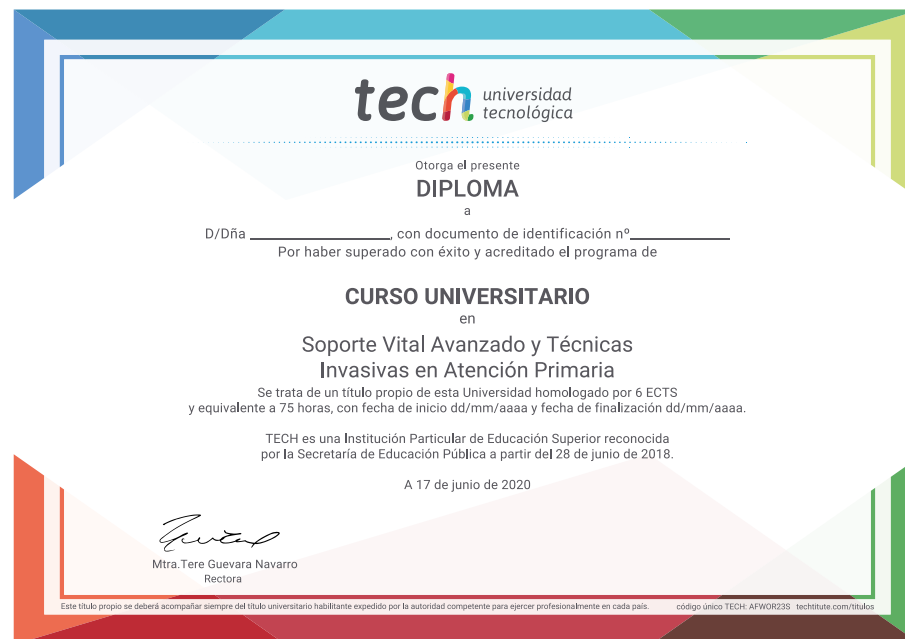 tech universidad
tecnológica
Otorga el presente
DIPLOMA
a
D/Dña ____________________, con documento de identificación nº______________
Por haber superado con éxito y acreditado el programa de
CURSO UNIVERSITARIO
en
Soporte Vital Avanzado y Técnicas
Invasivas en Atención Primaria
Se trata de un título propio de esta Universidad homologado por 6 ECTS
y equivalente a 75 horas, con fecha de inicio dd/mm/aaaa y fecha de finalización dd/mm/aaaa.
TECH es una Institución Particular de Educación Superior reconocida
por la Secretaría de Educación Pública a partir del 28 de junio de 2018.
A 17 de junio de 2020
Mtra.Tere Guevara Navarro
Rectora
Este título propio se deberá acompañar siempre del título universitario habilitante expedido por la autoridad competente para ejercer profesionalmente en cada país. código único TECH: AFWOR23S techtitute.com/titulos